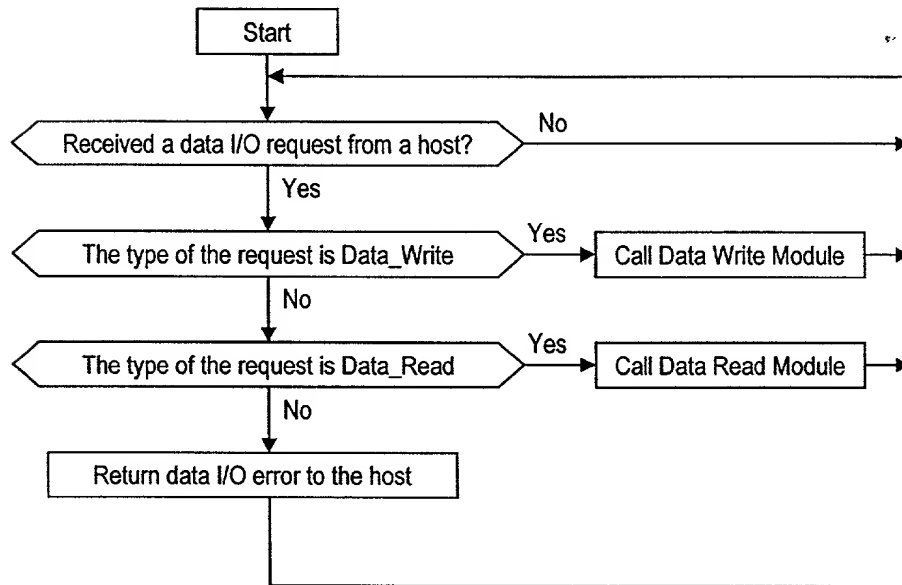 Start
Received a data I/O request from a host?
No
Yes
The type of the request is Data_Write
Yes
Call Data Write Module
No
The type of the request is Data_Read
Yes
Call Data Read Module
No
Return data I/O error to the host